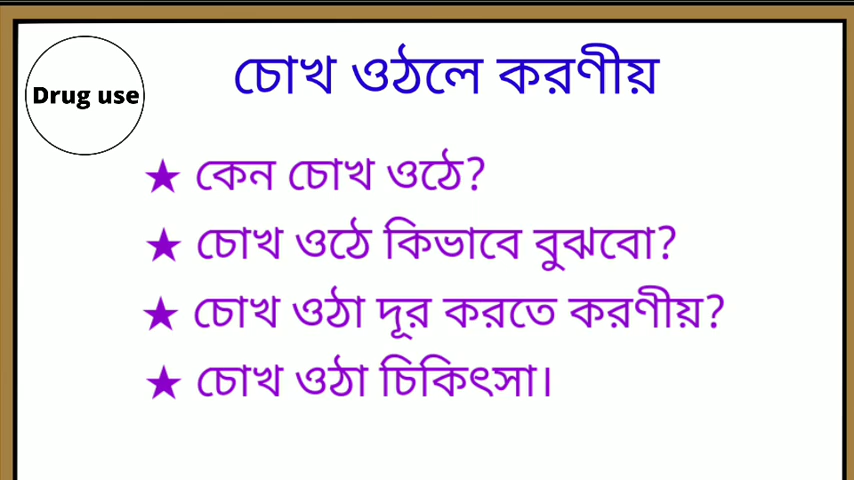 Drug use
চোখ ওঠলে করণীয়
★ কেন চোখ ওঠে?
★ চোখ ওঠে কিভাবে বুঝবো?
★ চোখ ওঠা দূর করতে করণীয়?
★ চোখ ওঠা চিকিৎসা।